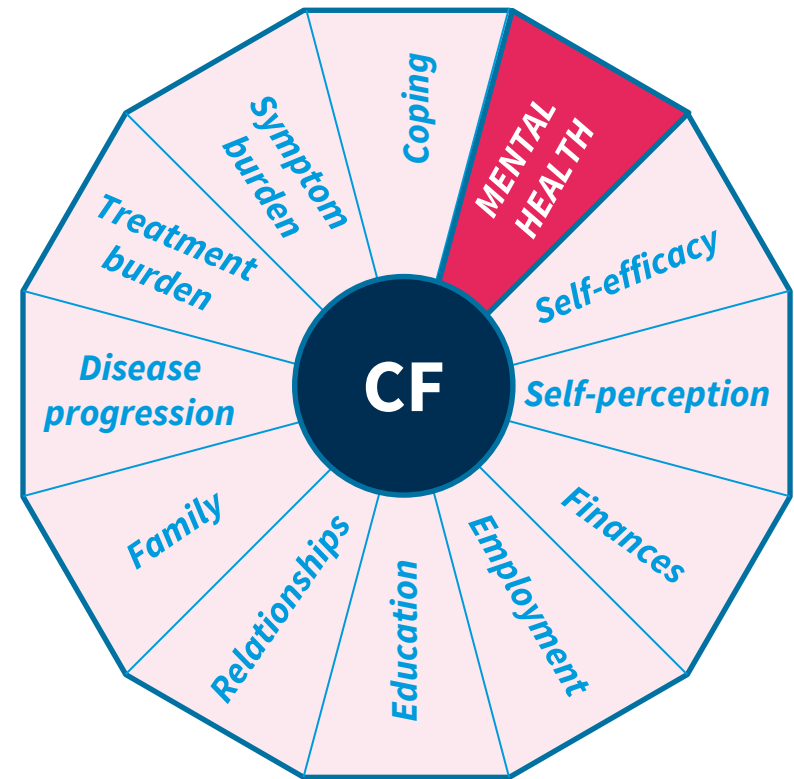 Coping
MENTAL
HEALTH
Self-efficacy
Self-perception
Finances
Employment
Education
Relationships
Family
Disease
progression
Treatment
burden
Symptom
burden
CF